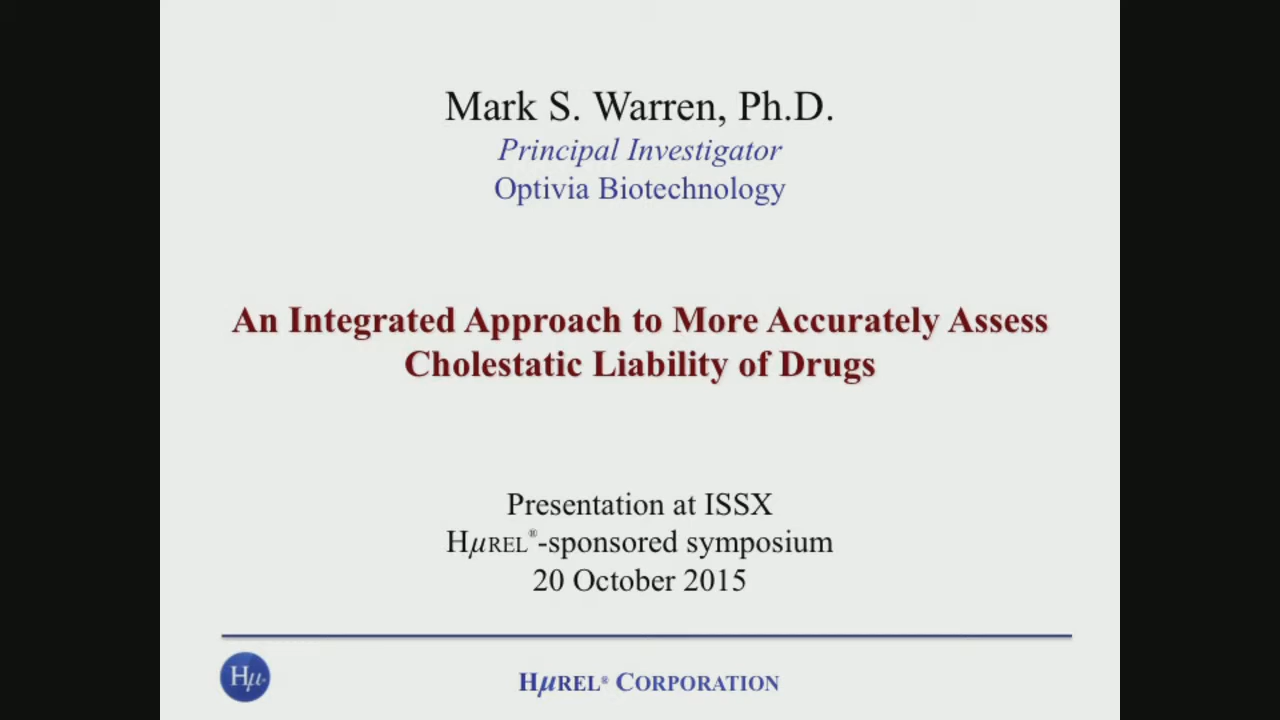 Mark S. Warren, Ph.D.
Principal Investigator
Optivia Biotechnology
An Integrated Approach to More Accurately Assess
Cholestatic Liability of Drugs
Presentation at ISSX
HμREL®-sponsored symposium
20 October 2015
Hμ
HμREL® CORPORATION